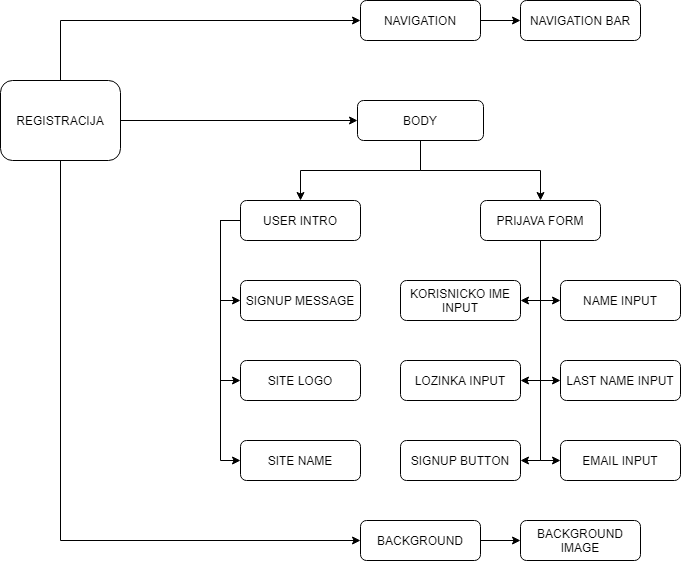 NAVIGATION
NAVIGATION BAR
REGISTRACIJA
BODY
USER INTRO
PRIJAVA FORM
SIGNUP MESSAGE
KORISNICKO IME
INPUT
NAME INPUT
SITE LOGO
LOZINKA INPUT
LAST NAME INPUT
SITE NAME
SIGNUP BUTTON
EMAIL INPUT
BACKGROUND
BACKGROUND
IMAGE